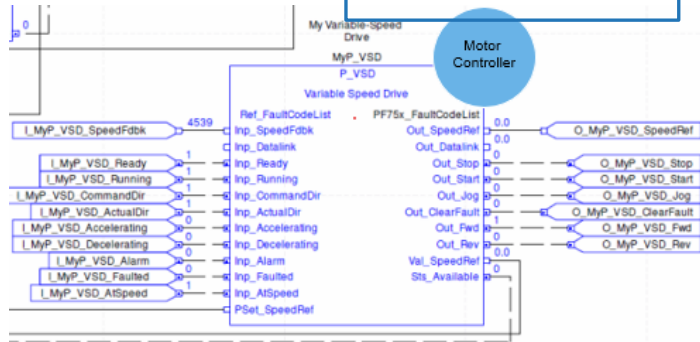 0
My Variable-Speed
Drive
MyP_VSD
Motor
Controller
P_VSD
Variable Speed Drive
Ref_FaultCodeList PF75x_FaultCodeList
I_MyP_VSD_SpeedFdbk 4539 Inp_SpeedFdbk Out_SpeedRef 0.0 O_MyP_VSD_SpeedRef
Inp_Datalink Out_Datalink 0.0
I_MyP_VSD_Ready 1 Inp_Ready Out_Stop 0 O_MyP_VSD_Stop
I_MyP_VSD_Running 1 Inp_Running Out_Start 0 O_MyP_VSD_Start
I_MyP_VSD_CommandDir 1 Inp_CommandDir Out_Jog 0 O_MyP_VSD_Jog
I_MyP_VSD_ActualDir 1 Inp_ActualDir Out_ClearFault 0 O_MyP_VSD_ClearFault
I_MyP_VSD_Accelerating 0 Inp_Accelerating Out_Fwd 1 O_MyP_VSD_Fwd
I_MyP_VSD_Decelerating 0 Inp_Decelerating Out_Rev 0 O_MyP_VSD_Rev
I_MyP_VSD_Alarm 0 Inp_Alarm Val_SpeedRef 0.0
I_MyP_VSD_Faulted 0 Inp_Faulted Sts_Available 0
I_MyP_VSD_AtSpeed 1 Inp_AtSpeed
PSet_SpeedRef